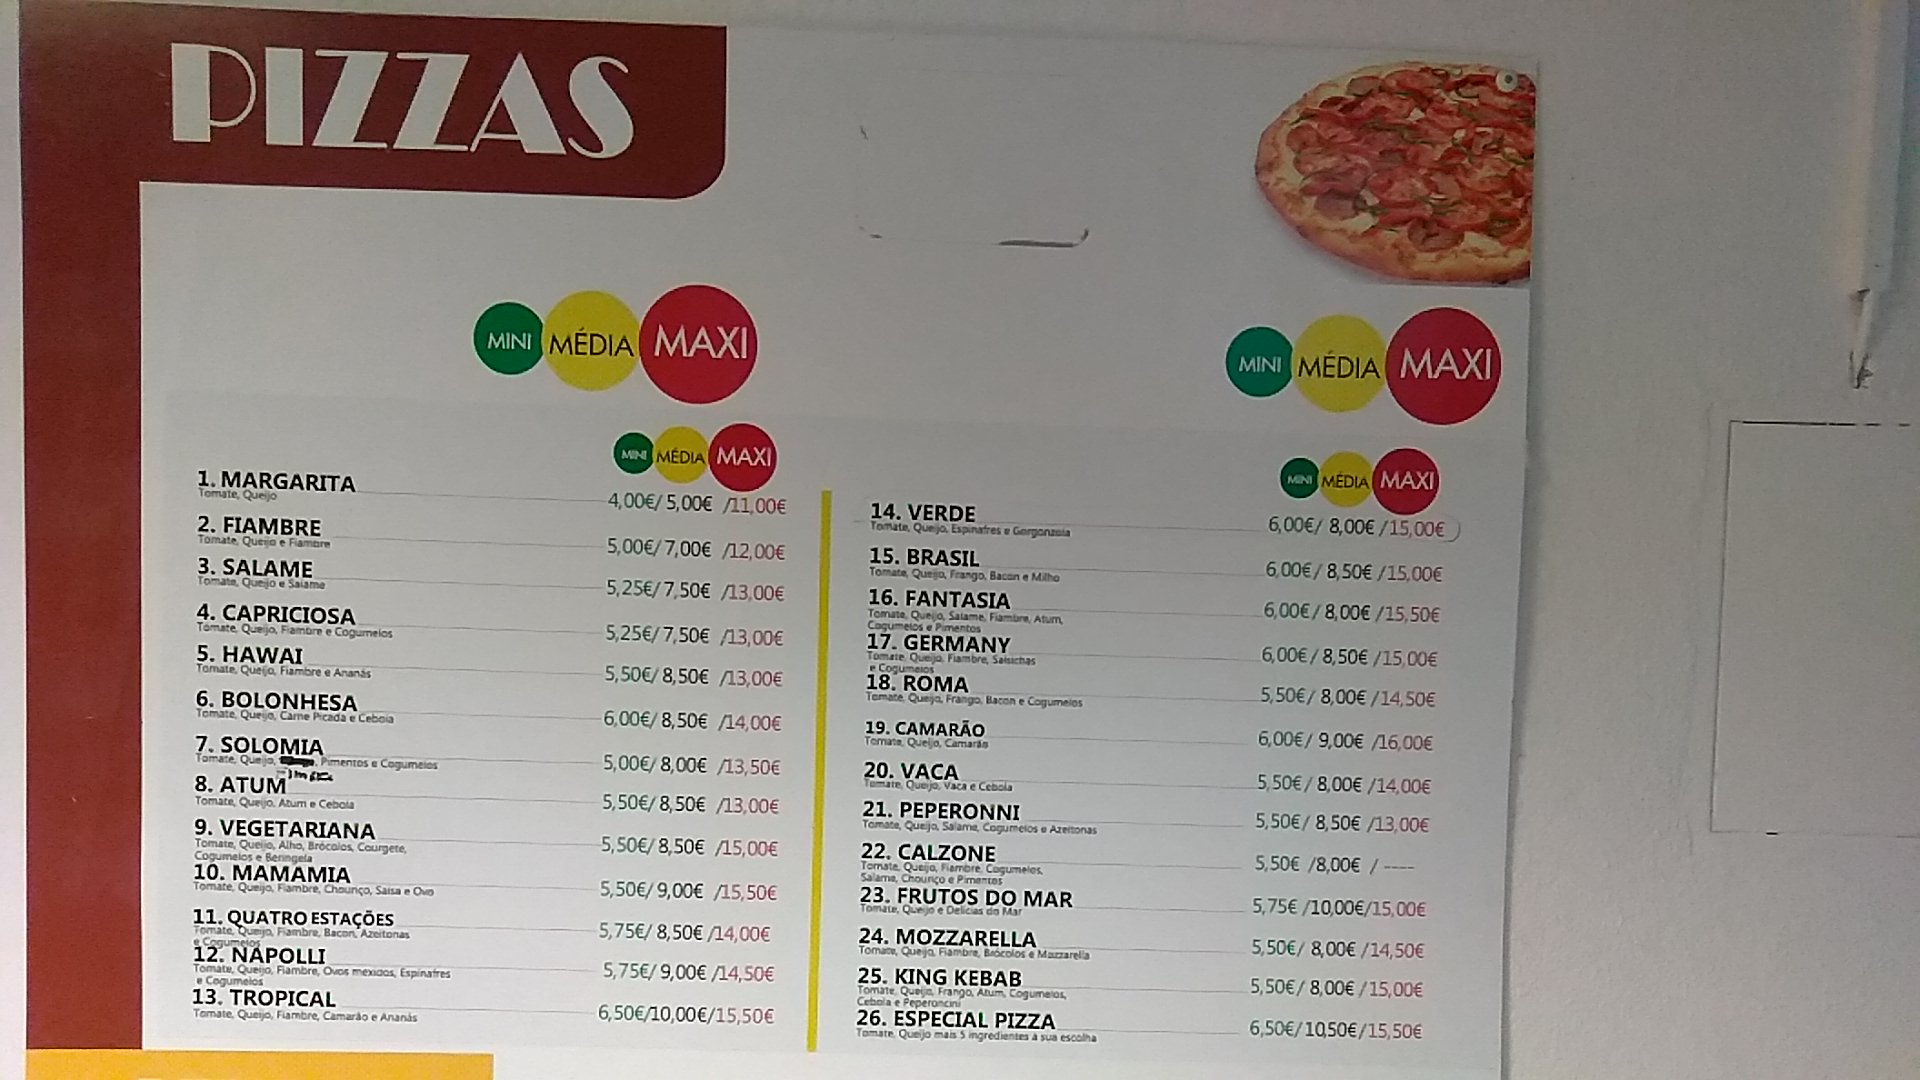 PIZZAS
MINI MÉDIA MAXI
MINI MÉDIA MAXI
1. MARGARITA 4,00€/ 5,00€ /11,00€
Tomate, Queijo
2. FIAMBRE 5,00€/ 7,00€ /12,00€
Tomate, Queijo e Fiambre
3. SALAME 5,25€/ 7,50€ /13,00€
Tomate, Queijo e Salame
4. CAPRICIOSA 5,25€/ 7,50€ /13,00€
Tomate, Queijo, Fiambre e Cogumelos
5. HAWAI 5,50€/ 8,50€ /13,00€
Tomate, Queijo, Fiambre e Ananás
6. BOLONHESA 6,00€/ 8,50€ /14,00€
Tomate, Queijo, Carne Picada e Cebola
7. SOLOMIA 5,00€/ 8,00€ /13,50€
Tomate, Queijo, , Pimentos e Cogumelos
8. ATUM 5,50€/ 8,50€ /13,00€
Tomate, Queijo, Atum e Cebola
9. VEGETARIANA 5,50€/ 8,50€ /15,00€
Tomate, Queijo, Alho, Brócolos, Courgete,
Cogumelos e Beringela
10. MAMAMIA 5,50€/ 9,00€ /15,50€
Tomate, Queijo, Fiambre, Chouriço, Salsa e Ovo
11. QUATRO ESTAÇÕES 5,75€/ 8,50€ /14,00€
Tomate, Queijo, Fiambre, Bacon, Azeitonas
e Cogumelos
12. NAPOLLI 5,75€/ 9,00€ /14,50€
Tomate, Queijo, Fiambre, Ovos mexidos, Espinafres
e Cogumelos
13. TROPICAL 6,50€/10,00€/15,50€
Tomate, Queijo, Fiambre, Camarão e Ananás
MINI MÉDIA MAXI
MINI MÉDIA MAXI
14. VERDE 6,00€/ 8,00€ /15,00€
Tomate, Queijo, Espinafres e Gorgonzola
15. BRASIL 6,00€/ 8,50€ /15,00€
Tomate, Queijo, Frango, Bacon e Milho
16. FANTASIA 6,00€/ 8,00€ /15,50€
Tomate, Queijo, Salame, Fiambre, Atum,
Cogumelos e Pimentos
17. GERMANY 6,00€/ 8,50€ /15,00€
Tomate, Queijo, Fiambre, Salsichas
e Cogumelos
18. ROMA 5,50€/ 8,00€ /14,50€
Tomate, Queijo, Frango, Bacon e Cogumelos
19. CAMARÃO 6,00€/ 9,00€ /16,00€
Tomate, Queijo, Camarão
20. VACA 5,50€/ 8,00€ /14,00€
Tomate, Queijo, Vaca e Cebola
21. PEPERONNI 5,50€/ 8,50€ /13,00€
Tomate, Queijo, Salame, Cogumelos e Azeitonas
22. CALZONE 5,50€ /8,00€ / ----
Tomate, Queijo, Fiambre, Cogumelos,
Salame, Chouriço e Pimentos
23. FRUTOS DO MAR 5,75€ /10,00€/15,00€
Tomate, Queijo e Delícias do Mar
24. MOZZARELLA 5,50€/ 8,00€ /14,50€
Tomate, Queijo, Fiambre, Brócolos e Mozzarella
25. KING KEBAB 5,50€/ 8,00€ /15,00€
Tomate, Queijo, Frango, Atum, Cogumelos,
Cebola e Peperoncini
26. ESPECIAL PIZZA 6,50€/ 10,50€/15,50€
Tomate, Queijo mais 5 ingredientes à sua escolha